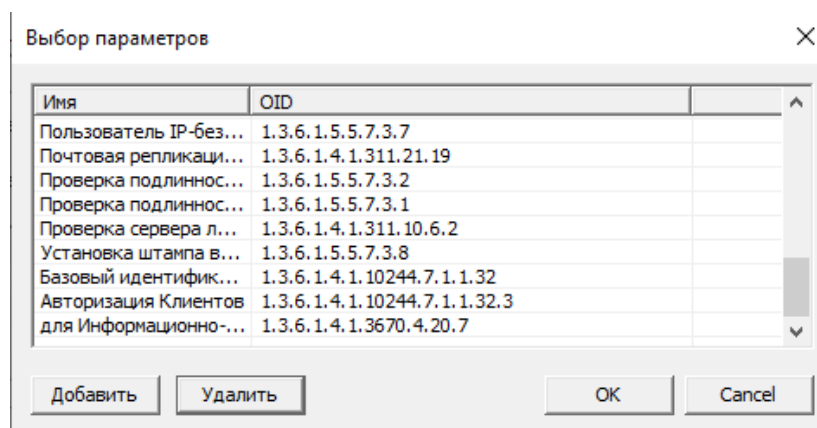 Выбор параметров
Имя OID
Пользователь IP-без... 1.3.6.1.5.5.7.3.7
Почтовая репликаци... 1.3.6.1.4.1.311.21.19
Проверка подлиннос... 1.3.6.1.5.5.7.3.2
Проверка подлиннос... 1.3.6.1.5.5.7.3.1
Проверка сервера л... 1.3.6.1.4.1.311.10.6.2
Установка штампа в... 1.3.6.1.5.5.7.3.8
Базовый идентифик... 1.3.6.1.4.1.10244.7.1.1.32
Авторизация Клиентов 1.3.6.1.4.1.10244.7.1.1.32.3
для Информационно-... 1.3.6.1.4.1.3670.4.20.7
Добавить Удалить OK Cancel